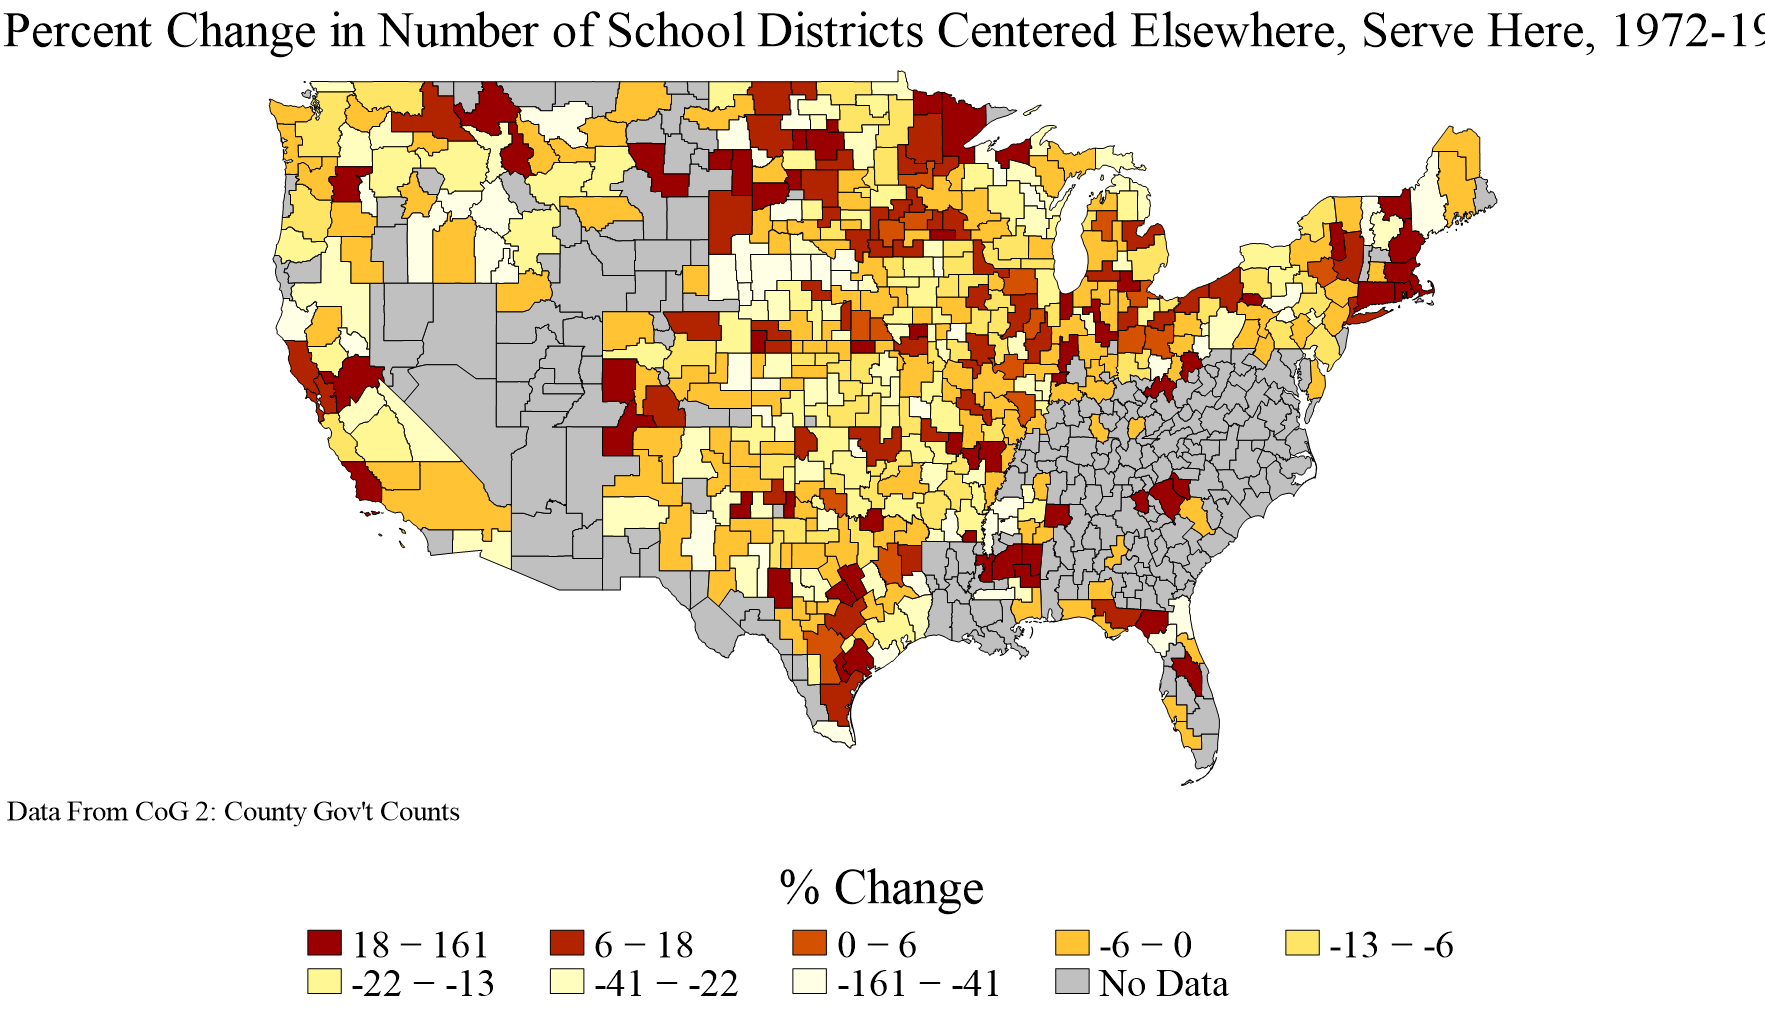 Percent Change in Number of School Districts Centered Elsewhere, Serve Here, 1972-19
Data From CoG 2: County Gov't Counts
% Change
18 − 161
6 − 18
0 − 6
-6 − 0
-13 − -6
-22 − -13
-41 − -22
-161 − -41
No Data